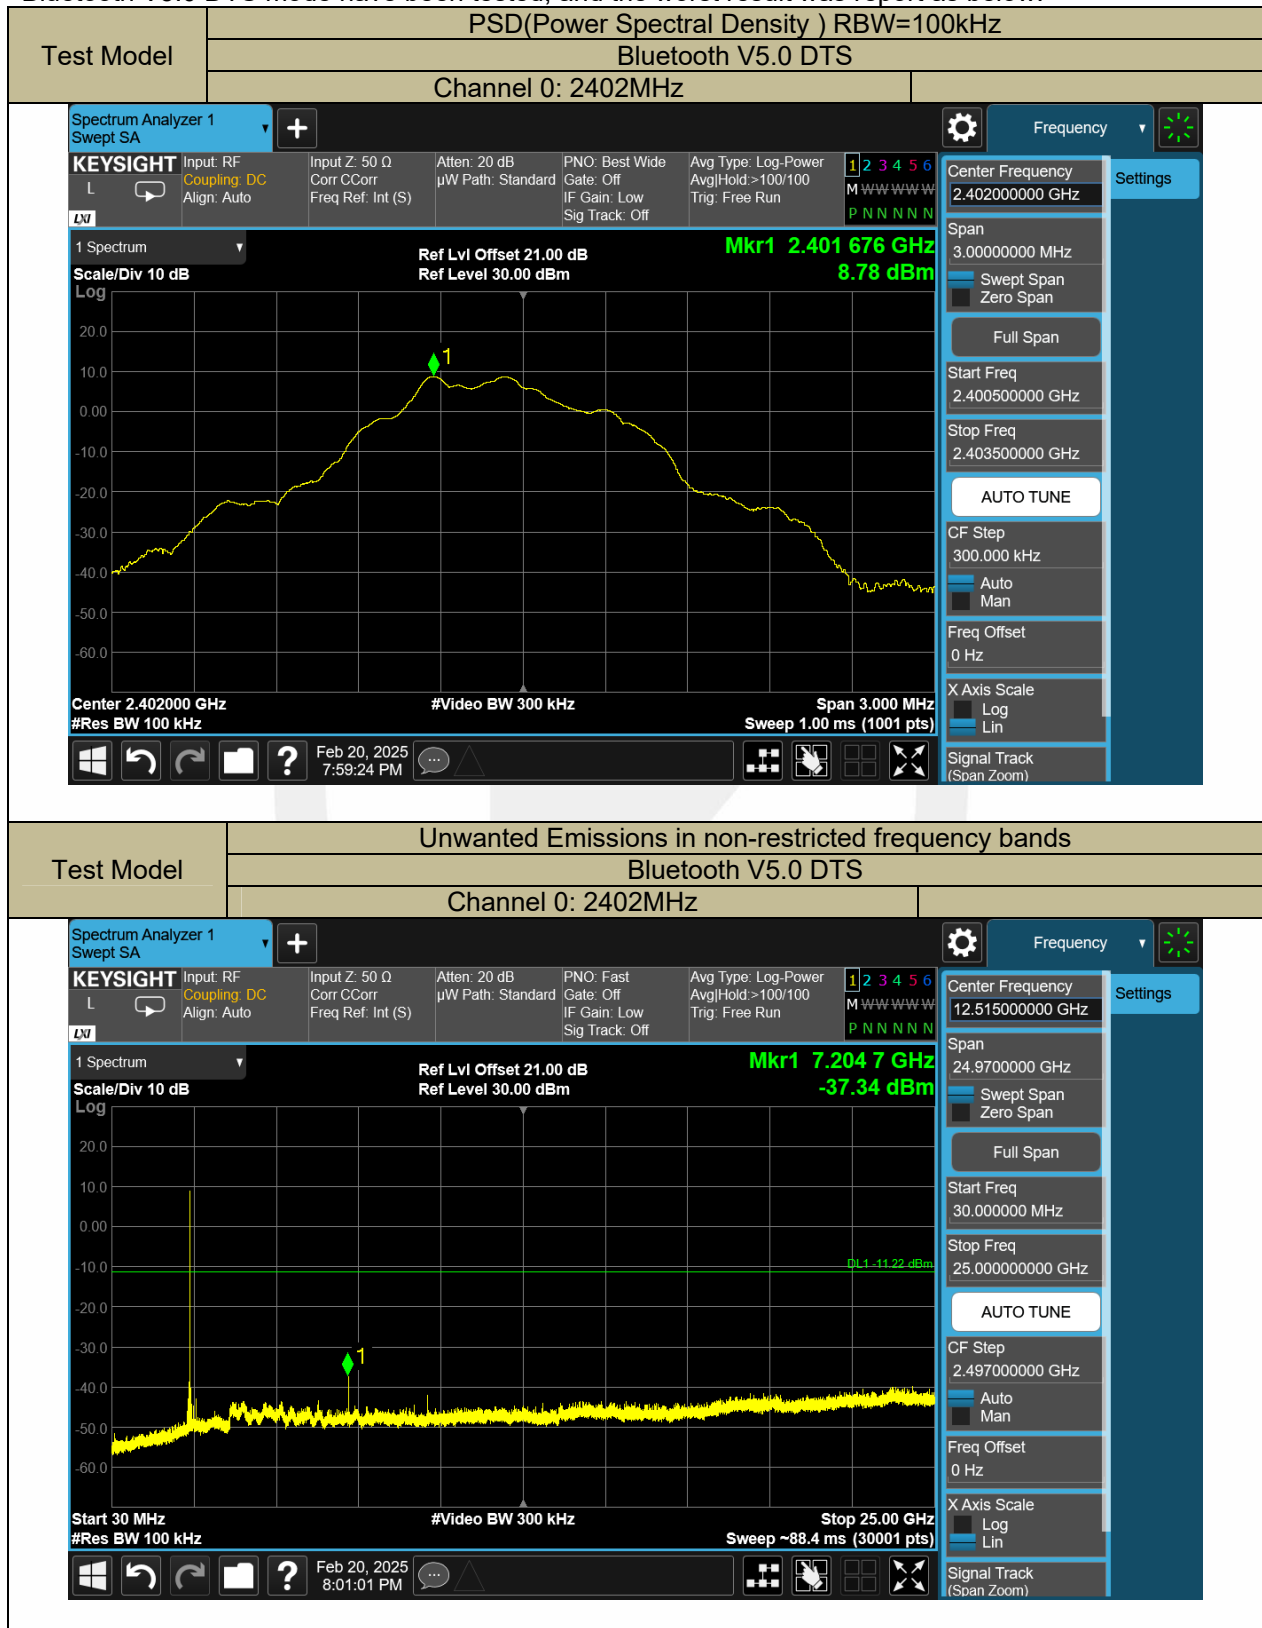 Bluetooth V5.0 DTS mode have been tested, and the worst result was report as below:
Test Model
PSD(Power Spectral Density ) RBW=100kHz
Bluetooth V5.0 DTS
Channel 0: 2402MHz
Spectrum Analyzer 1
Swept SA
+
Frequency
KEYSIGHT
L
LXI
Input: RF
Coupling: DC
Align: Auto
Input Z: 50 Ω
Corr CCorr
Freq Ref: Int (S)
Atten: 20 dB
µW Path: Standard
PNO: Best Wide
Gate: Off
IF Gain: Low
Sig Track: Off
Avg Type: Log-Power
Avg|Hold:>100/100
Trig: Free Run
1 2 3 4 5 6
M W W W W W
P N N N N N
1 Spectrum
Scale/Div 10 dB
Log
Ref Lvl Offset 21.00 dB
Ref Level 30.00 dBm
Mkr1 2.401 676 GHz
8.78 dBm
20.0
10.0
0.00
-10.0
-20.0
-30.0
-40.0
-50.0
-60.0
1
Center 2.402000 GHz
#Res BW 100 kHz
#Video BW 300 kHz
Span 3.000 MHz
Sweep 1.00 ms (1001 pts)
?
Feb 20, 2025
7:59:24 PM
Center Frequency
2.402000000 GHz
Settings
Span
3.00000000 MHz
Swept Span
Zero Span
Full Span
Start Freq
2.400500000 GHz
Stop Freq
2.403500000 GHz
AUTO TUNE
CF Step
300.000 kHz
Auto
Man
Freq Offset
0 Hz
X Axis Scale
Log
Lin
Signal Track
(Span Zoom)
Test Model
Unwanted Emissions in non-restricted frequency bands
Bluetooth V5.0 DTS
Channel 0: 2402MHz
Spectrum Analyzer 1
Swept SA
+
Frequency
KEYSIGHT
L
LXI
Input: RF
Coupling: DC
Align: Auto
Input Z: 50 Ω
Corr CCorr
Freq Ref: Int (S)
Atten: 20 dB
µW Path: Standard
PNO: Fast
Gate: Off
IF Gain: Low
Sig Track: Off
Avg Type: Log-Power
Avg|Hold:>100/100
Trig: Free Run
1 2 3 4 5 6
M W W W W W
P N N N N N
1 Spectrum
Scale/Div 10 dB
Log
Ref Lvl Offset 21.00 dB
Ref Level 30.00 dBm
Mkr1 7.204 7 GHz
-37.34 dBm
20.0
10.0
0.00
-10.0
-20.0
-30.0
-40.0
-50.0
-60.0
DL1 -11.22 dBm
1
Start 30 MHz
#Res BW 100 kHz
#Video BW 300 kHz
Stop 25.00 GHz
Sweep ~88.4 ms (30001 pts)
?
Feb 20, 2025
8:01:01 PM
Center Frequency
12.515000000 GHz
Settings
Span
24.9700000 GHz
Swept Span
Zero Span
Full Span
Start Freq
30.000000 MHz
Stop Freq
25.000000000 GHz
AUTO TUNE
CF Step
2.497000000 GHz
Auto
Man
Freq Offset
0 Hz
X Axis Scale
Log
Lin
Signal Track
(Span Zoom)